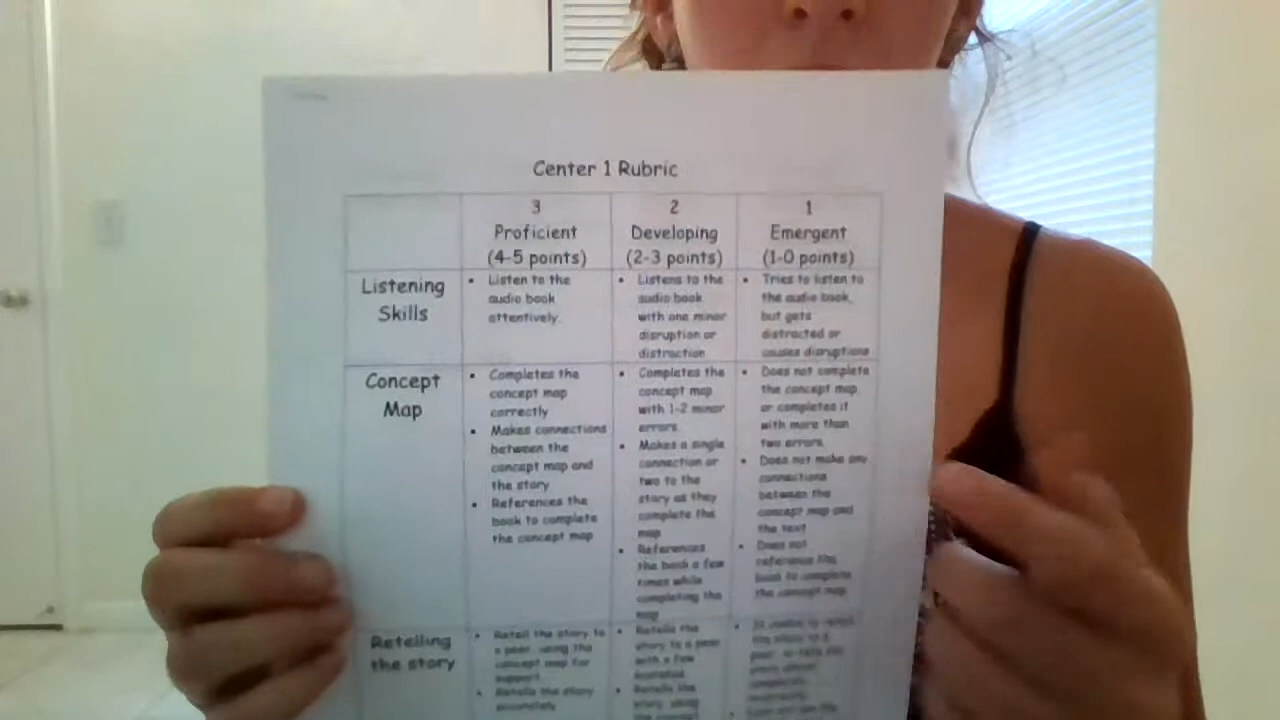 Center 1 Rubric
3
Proficient
(4-5 points)
2
Developing
(2-3 points)
1
Emergent
(1-0 points)
Listening
Skills
• Listen to the
audio book
attentively.
• Listens to the
audio book
with one minor
disruption or
distraction
• Tries to listen to
the audio book,
but gets
distracted or
causes disruptions
Concept
Map
• Completes the
concept map
correctly
• Makes connections
between the
concept map and
the story
• References the
book to complete
the concept map
• Completes the
concept map
with 1-2 minor
errors.
• Makes a single
connection or
two to the
story as they
complete the
map
• References
the book a few
times while
completing the
map
• Does not complete
the concept map
or completes it
with more than
two errors.
• Does not make any
connections
between the
concept map and
the text
• Does not
reference the
book to complete
the concept map
Retelling
the story
• Retell the story to
a peer, using the
concept map for
support
• Retells the story
accurately
• Retells the
story to a peer
with a few
mistakes
• Retells the
story, using